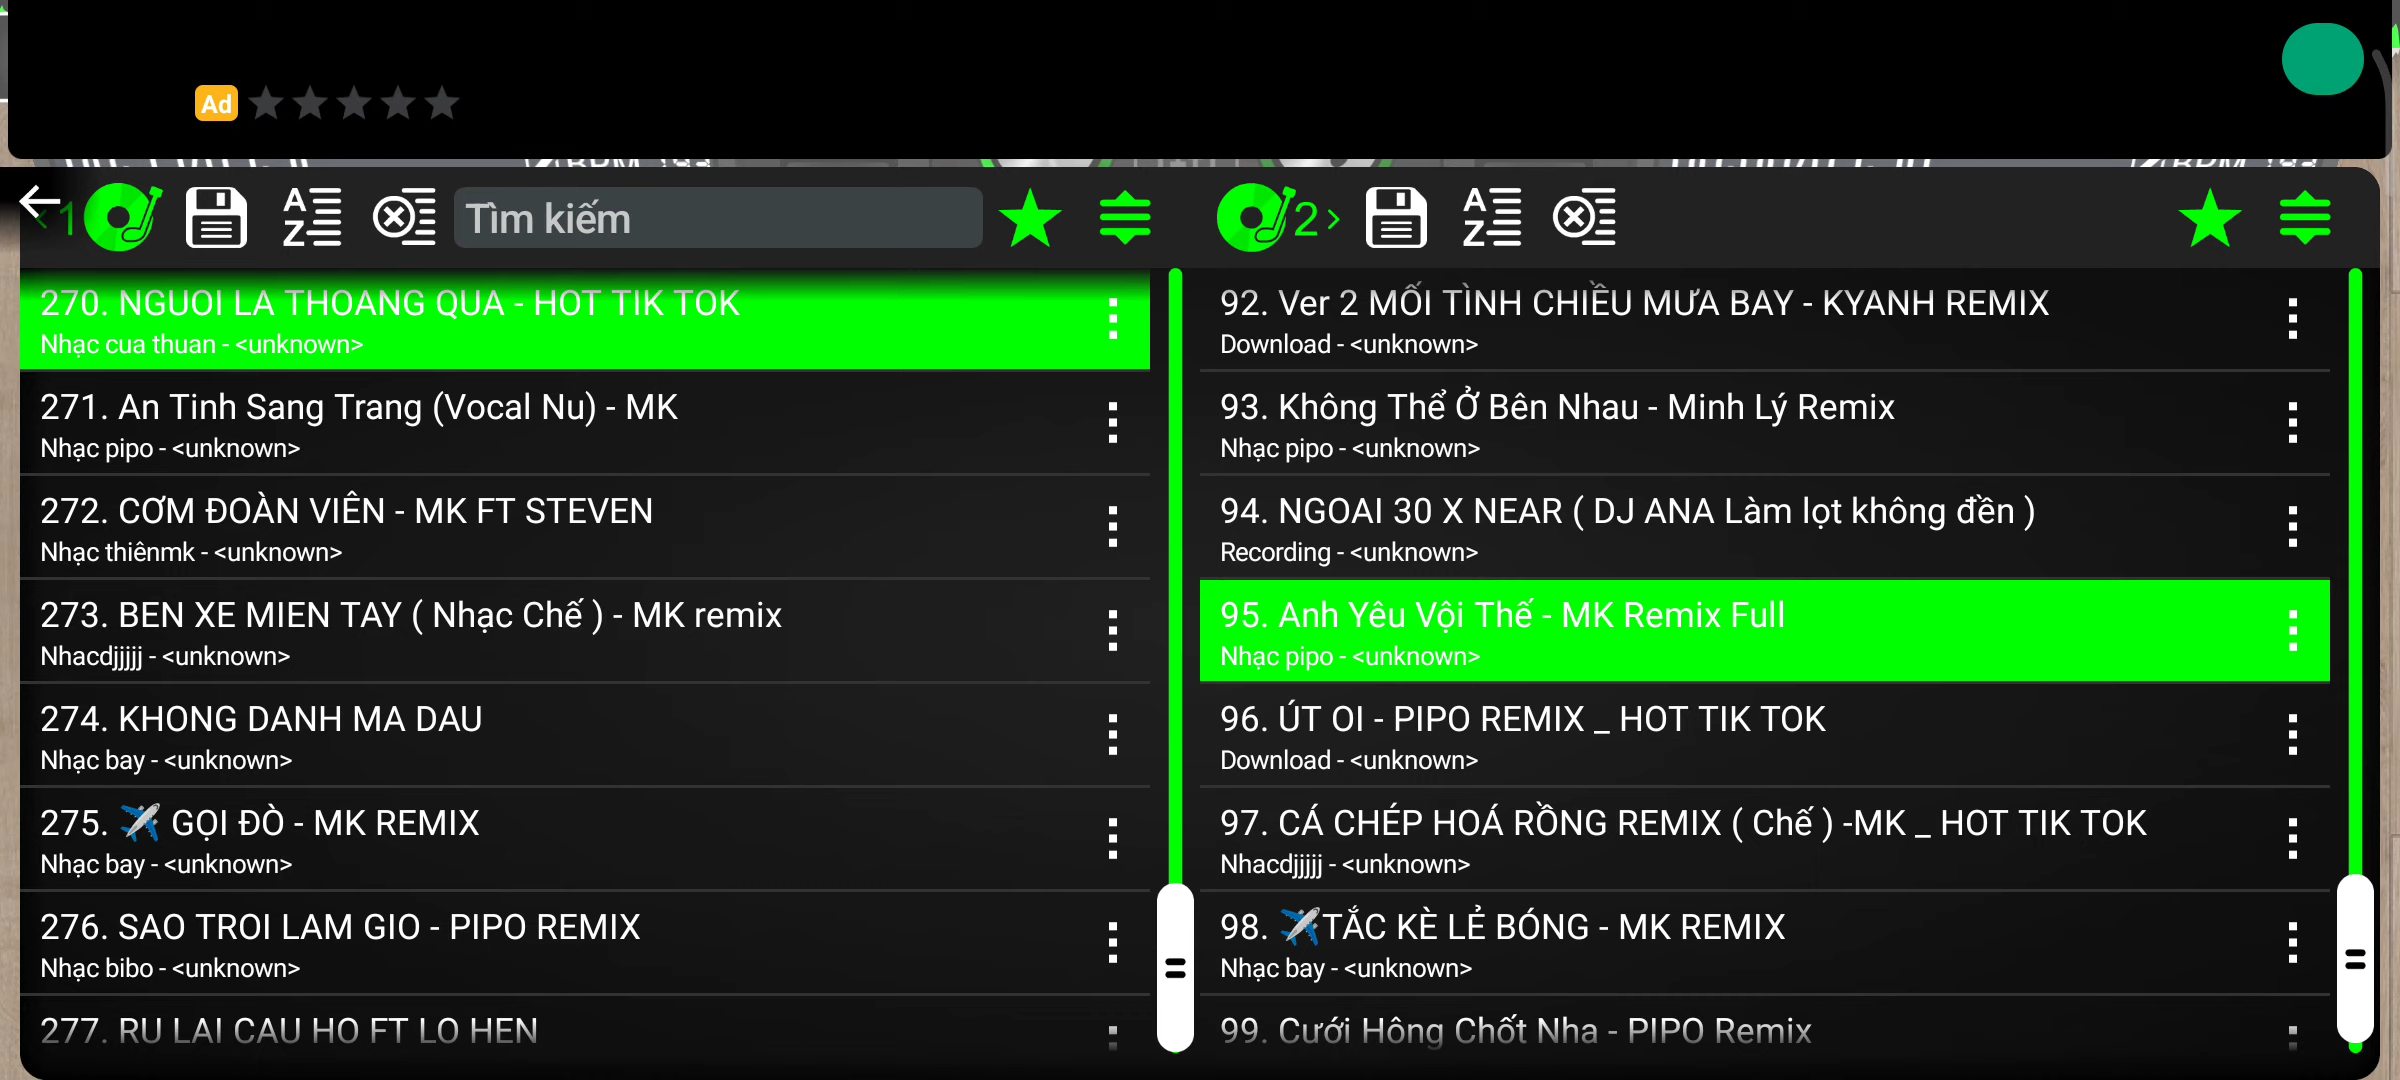 Ad
BPM
1
Tìm kiếm
2
270. NGUOI LA THOANG QUA - HOT TIK TOK
Nhạc cua thuan - <unknown>
271. An Tinh Sang Trang (Vocal Nu) - MK
Nhạc pipo - <unknown>
272. CƠM ĐOÀN VIÊN - MK FT STEVEN
Nhạc thiênmk - <unknown>
273. BEN XE MIEN TAY ( Nhạc Chế ) - MK remix
Nhacdjjjjj - <unknown>
274. KHONG DANH MA DAU
Nhạc bay - <unknown>
275. ✈️ GỌI ĐÒ - MK REMIX
Nhạc bay - <unknown>
276. SAO TROI LAM GIO - PIPO REMIX
Nhạc bibo - <unknown>
277. RU LAI CAU HO FT LO HEN
92. Ver 2 MỐI TÌNH CHIỀU MƯA BAY - KYANH REMIX
Download - <unknown>
93. Không Thể Ở Bên Nhau - Minh Lý Remix
Nhạc pipo - <unknown>
94. NGOAI 30 X NEAR ( DJ ANA Làm lọt không đền )
Recording - <unknown>
95. Anh Yêu Vội Thế - MK Remix Full
Nhạc pipo - <unknown>
96. ÚT OI - PIPO REMIX _ HOT TIK TOK
Download - <unknown>
97. CÁ CHÉP HOÁ RỒNG REMIX ( Chế ) -MK _ HOT TIK TOK
Nhacdjjjjj - <unknown>
98. ✈️TẮC KÈ LẺ BÓNG - MK REMIX
Nhạc bay - <unknown>
99. Cưới Hông Chốt Nha - PIPO Remix